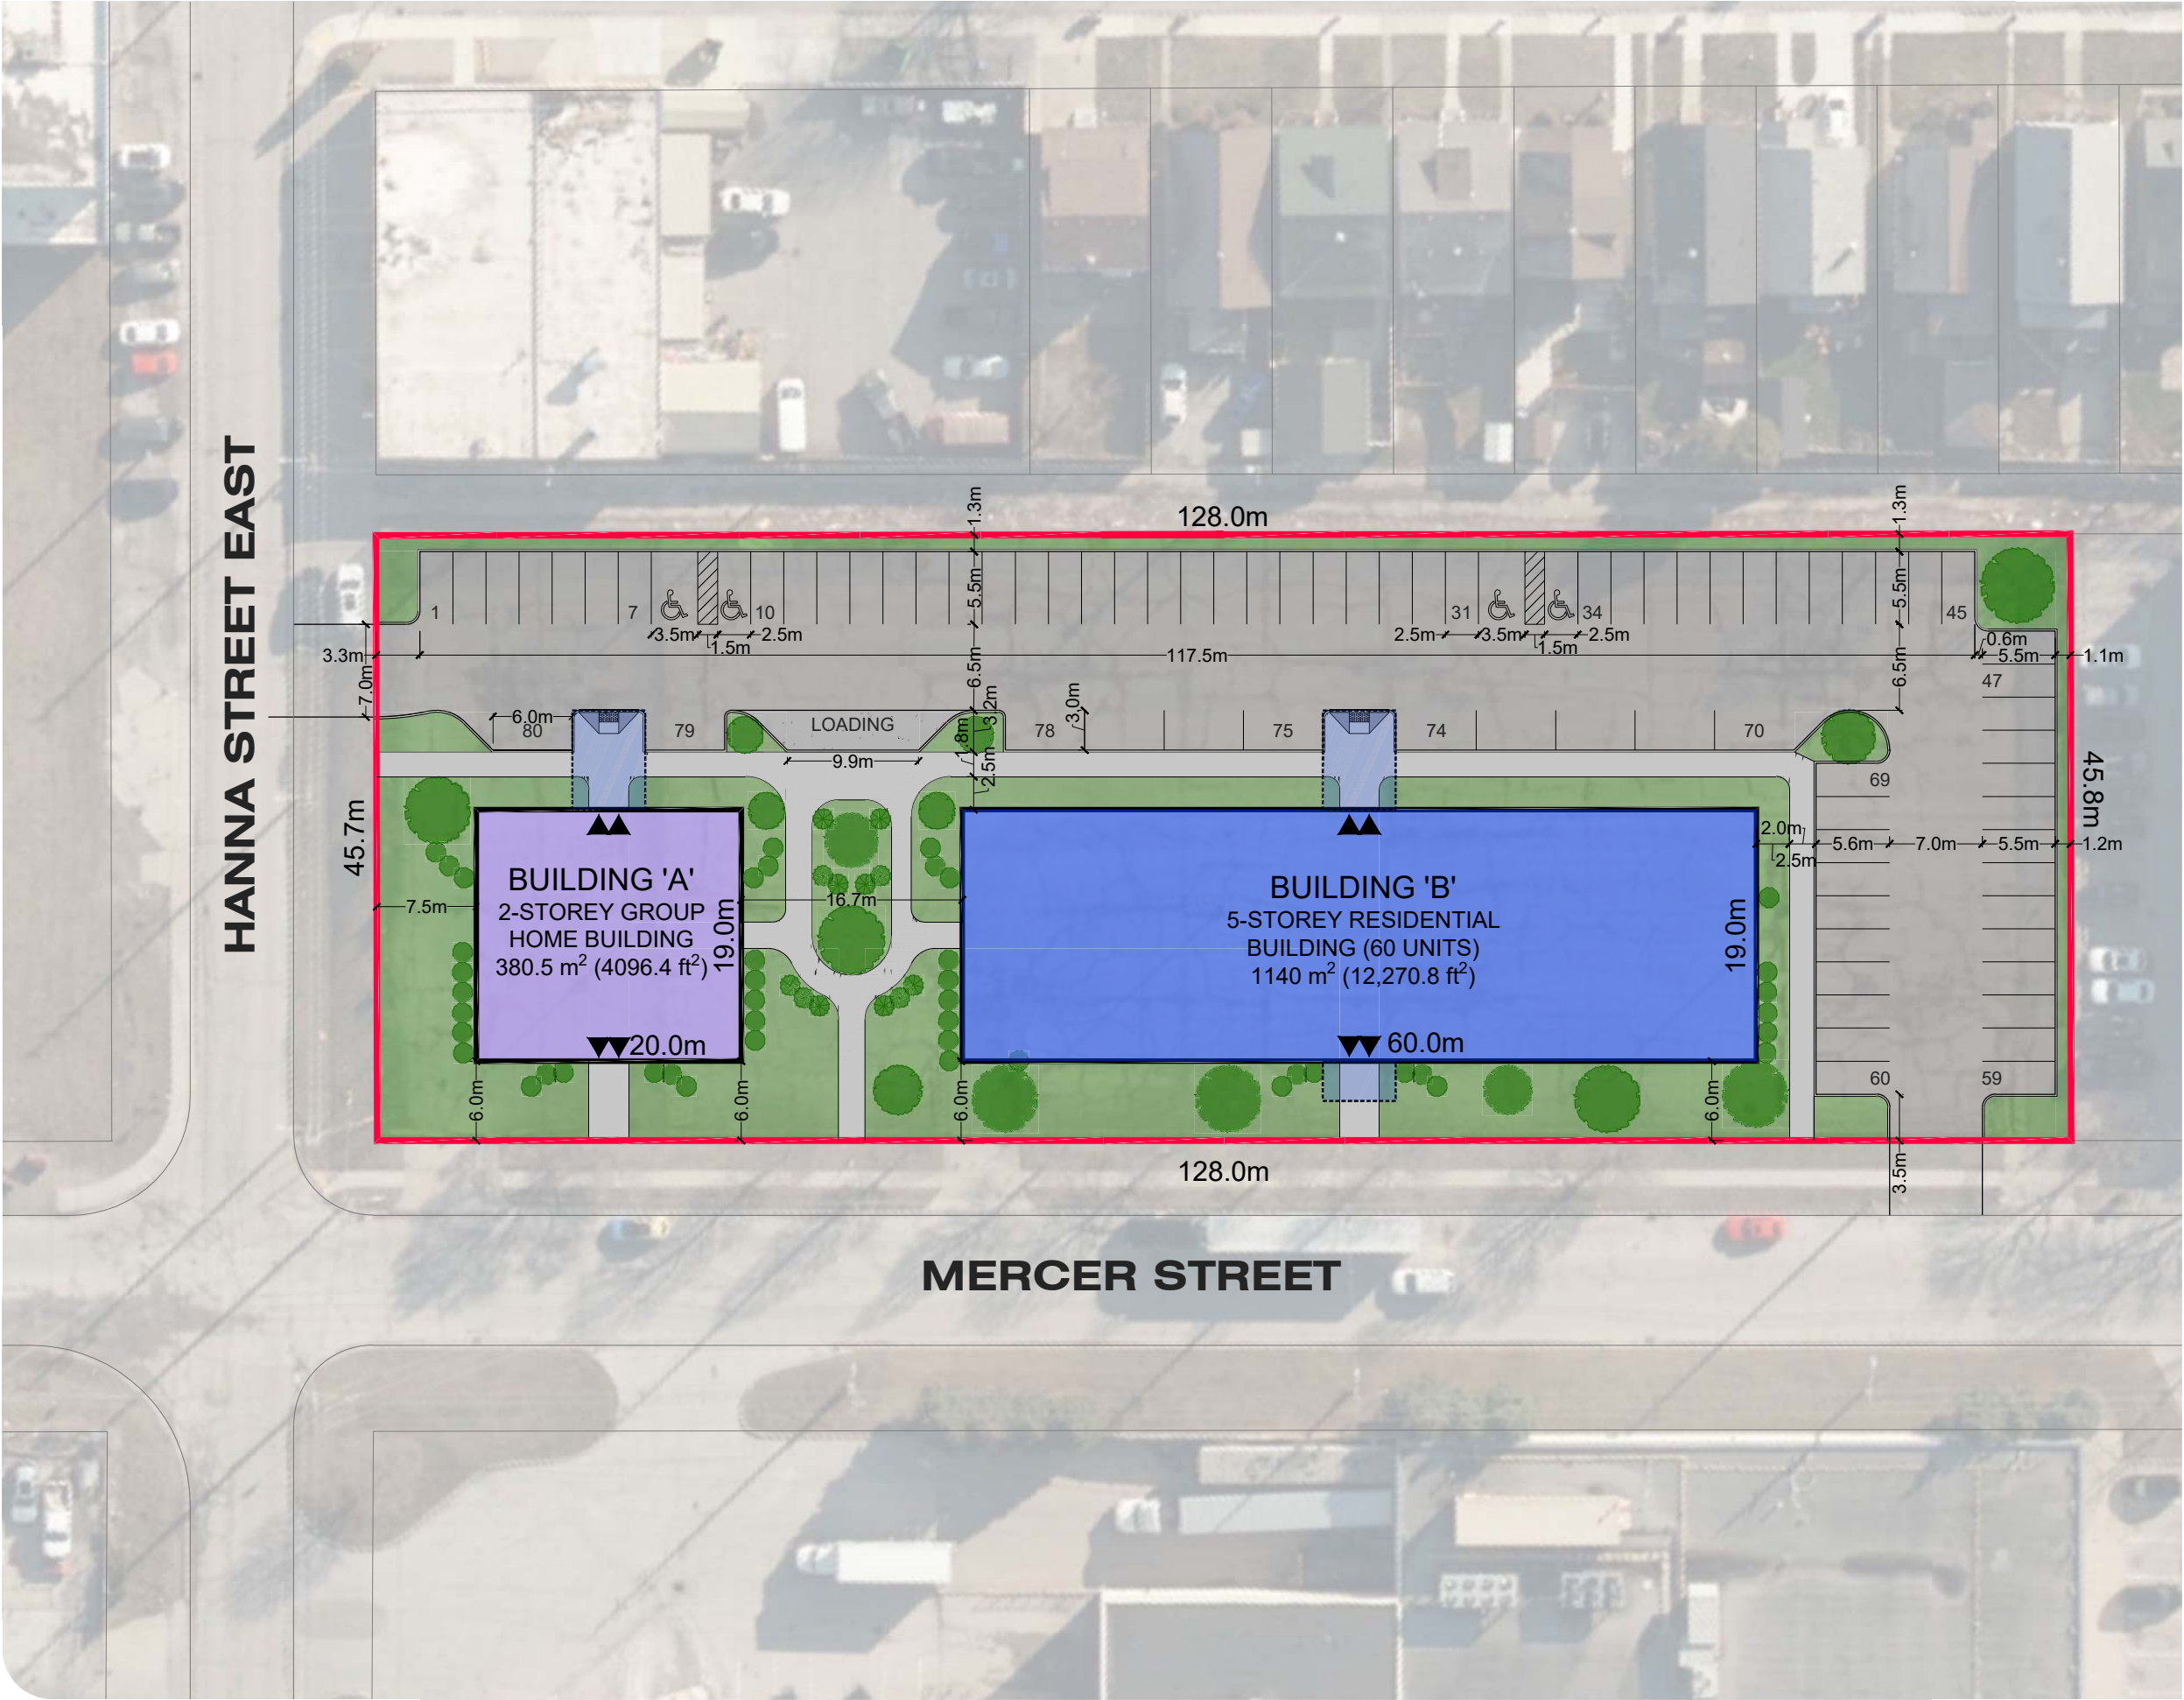 128.0m
1.3m
1.3m
5.5m
5.5m
1
7
10
31
34
45
3.5m
1.5m
2.5m
2.5m
3.5m
1.5m
2.5m
0.6m
3.3m
117.5m
5.5m
1.1m
7.0m
6.5m
6.5m
47
HANNA STREET EAST
6.0m
80
79
LOADING
3.2m
1.8m
78
3.0m
75
74
70
9.9m
2.5m
69
45.7m
45.8m
2.0m
2.5m
5.6m
7.0m
5.5m
1.2m
7.5m
BUILDING 'A'
2-STOREY GROUP
HOME BUILDING
380.5 m² (4096.4 ft²)
19.0m
20.0m
16.7m
BUILDING 'B'
5-STOREY RESIDENTIAL
BUILDING (60 UNITS)
1140 m² (12,270.8 ft²)
19.0m
60.0m
6.0m
6.0m
6.0m
6.0m
60
59
3.5m
128.0m
MERCER STREET